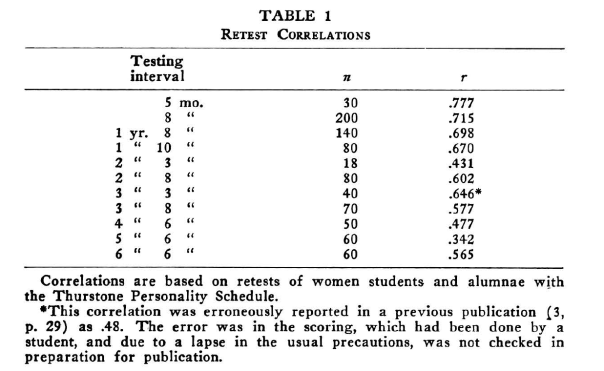 TABLE 1
RETEST CORRELATIONS
Testing
interval n r
5 mo. 30 .777
8 “ 200 .715
1 yr. 8 “ 140 .698
1 “ 10 “ 80 .670
2 “ 3 “ 18 .431
2 “ 8 “ 80 .602
3 “ 3 “ 40 .646*
3 “ 8 “ 70 .577
4 “ 6 “ 50 .477
5 “ 6 “ 60 .342
6 “ 6 “ 60 .565
Correlations are based on retests of women students and alumnae with
the Thurstone Personality Schedule.
*This correlation was erroneously reported in a previous publication (3,
p. 29) as .48. The error was in the scoring, which had been done by a
student, and due to a lapse in the usual precautions, was not checked in
preparation for publication.